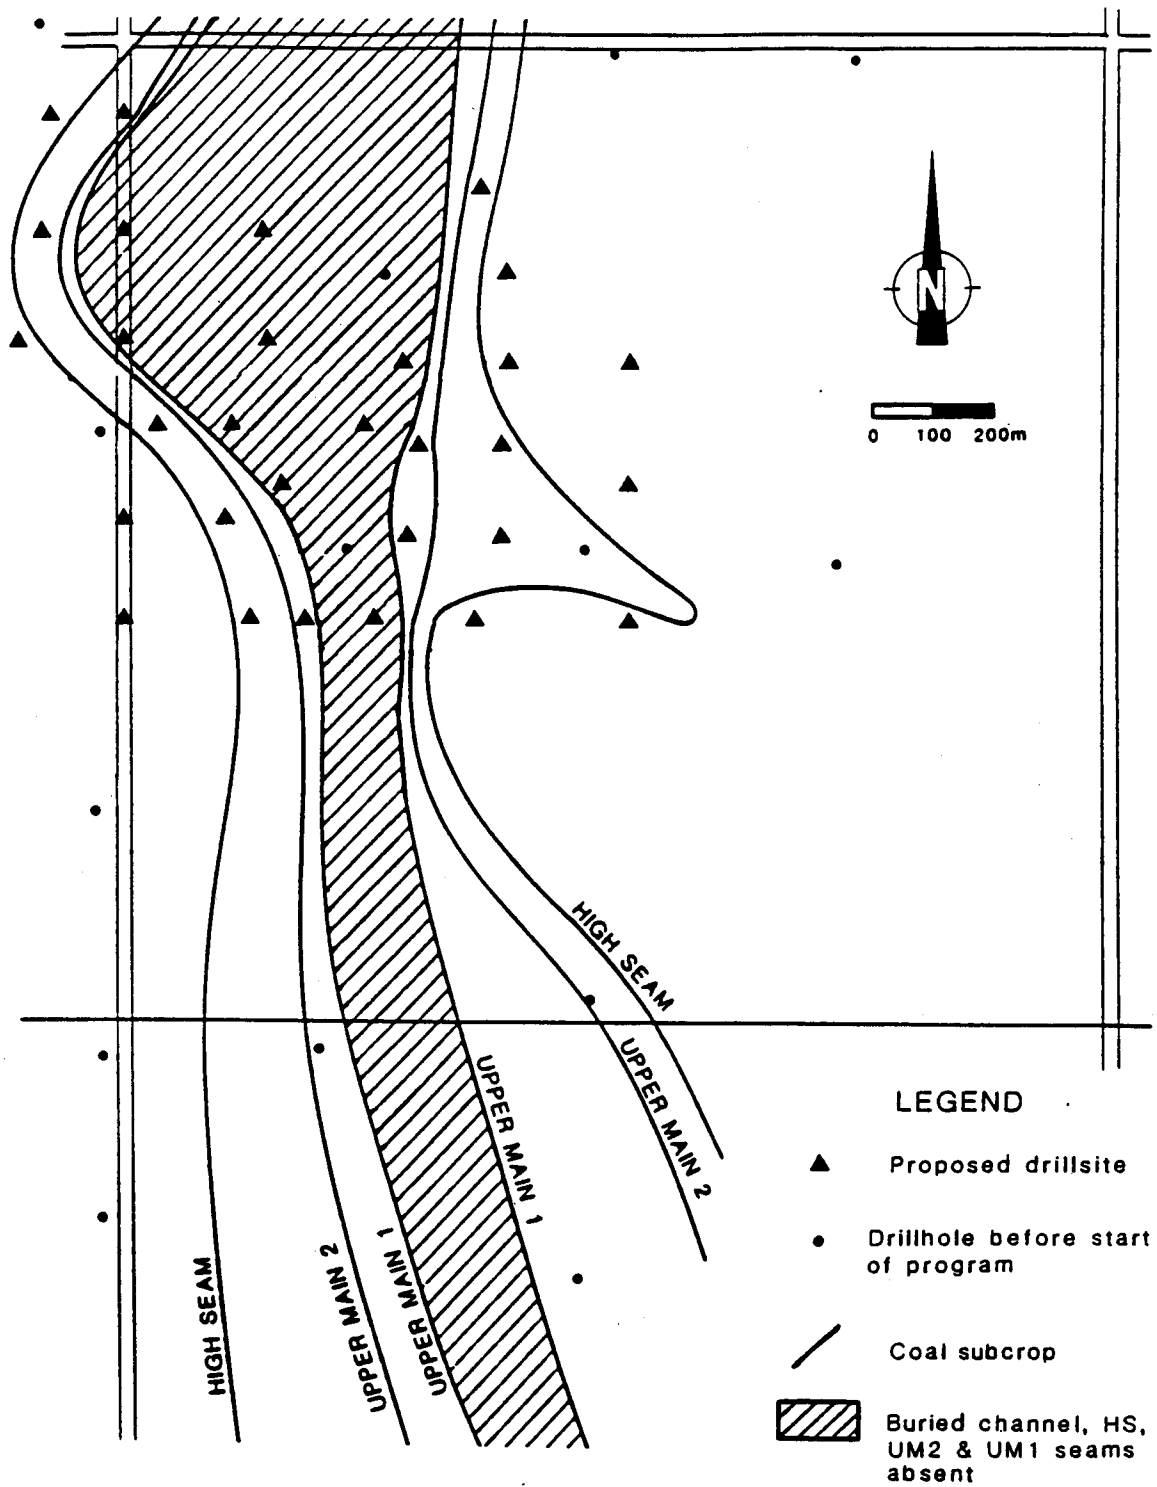 N
0 100 200m
HIGH SEAM
UPPER MAIN 2
UPPER MAIN 1
HIGH SEAM
UPPER MAIN 2
UPPER MAIN 1
LEGEND
Proposed drillsite
Drillhole before start
of program
Coal subcrop
Buried channel, HS,
UM2 & UM1 seams
absent